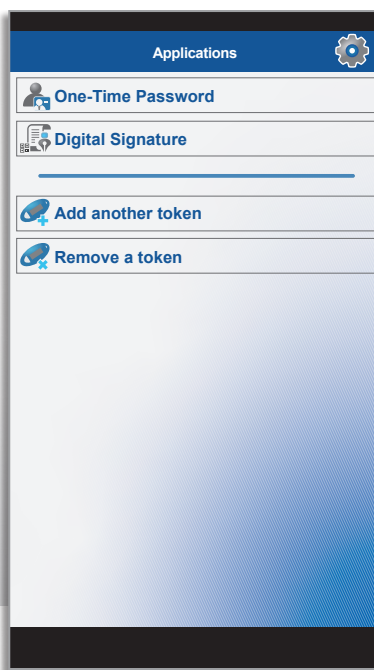 Applications
One-Time Password
Digital Signature
Add another token
Remove a token